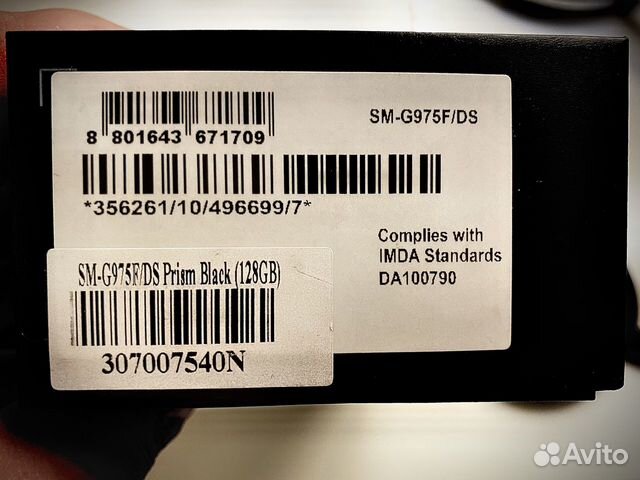 8 801643 671709
SM-G975F/DS
*356261/10/496699/7*
Complies with
IMDA Standards
DA100790
SM-G975F/DS Prism Black (128GB)
307007540N
Avito